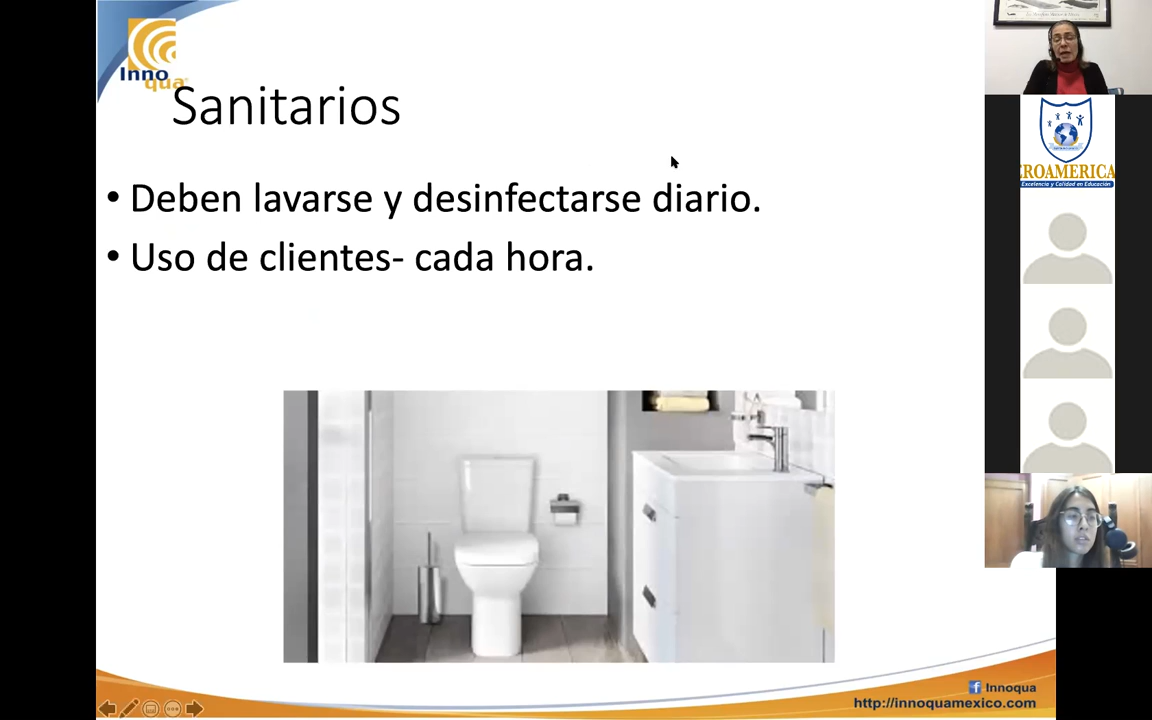 Inno
qua
Sanitarios
• Deben lavarse y desinfectarse diario.
• Uso de clientes- cada hora.
EROAMERICA
Excelencia y Calidad en Educación
Innoqua
http://innoquamexico.com